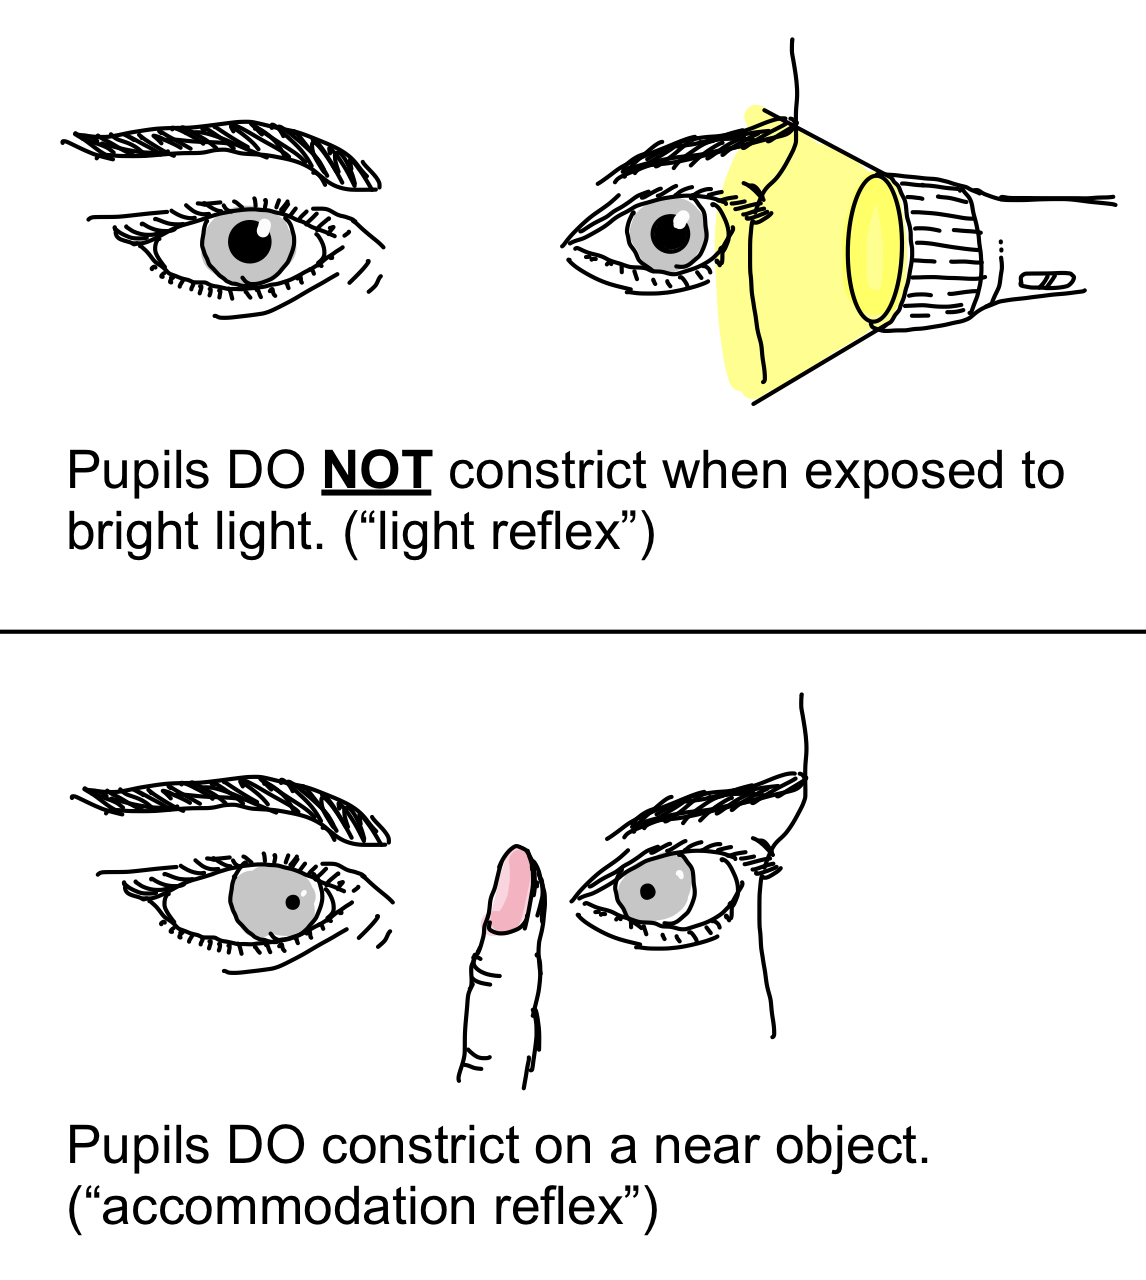 Pupils DO NOT constrict when exposed to
bright light. (“light reflex”)
Pupils DO constrict on a near object.
(“accommodation reflex”)